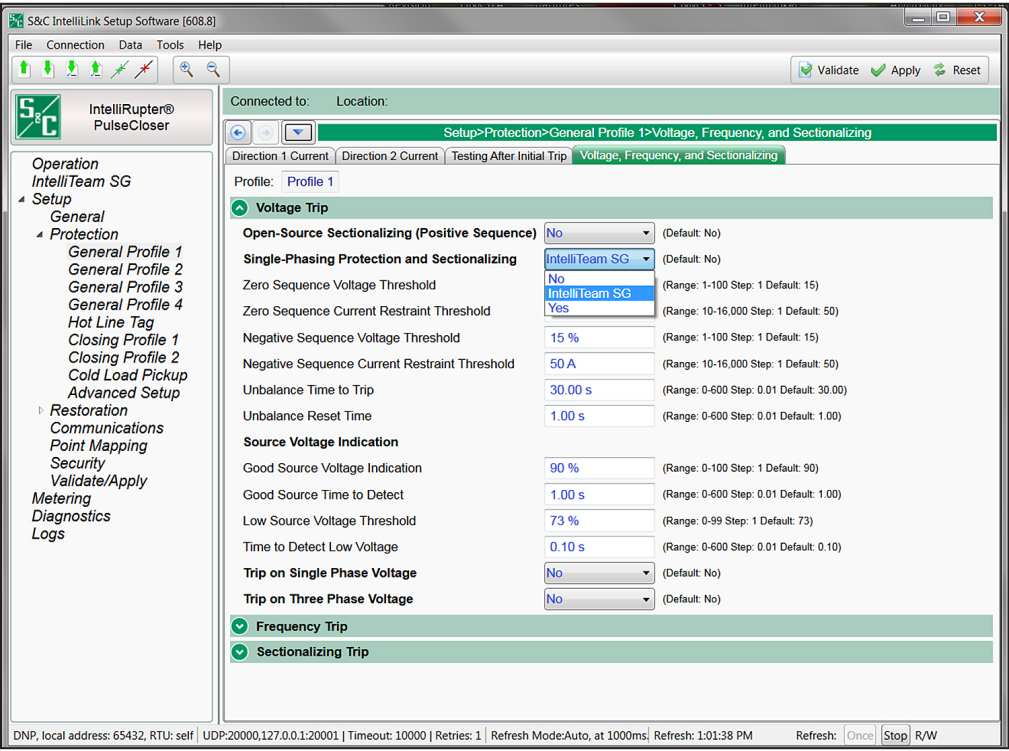 S&C IntelliLink Setup Software [608.8]
File Connection Data Tools Help
Validate Apply Reset
S&C
IntelliRupter®
PulseCloser
Connected to: Location:
Setup>Protection>General Profile 1>Voltage, Frequency, and Sectionalizing
Direction 1 Current Direction 2 Current Testing After Initial Trip Voltage, Frequency, and Sectionalizing
Operation
IntelliTeam SG
Setup
General
Protection
General Profile 1
General Profile 2
General Profile 3
General Profile 4
Hot Line Tag
Closing Profile 1
Closing Profile 2
Cold Load Pickup
Advanced Setup
Restoration
Communications
Point Mapping
Security
Validate/Apply
Metering
Diagnostics
Logs
Profile: Profile 1
Voltage Trip
Open-Source Sectionalizing (Positive Sequence) No (Default: No)
Single-Phasing Protection and Sectionalizing IntelliTeam SG (Default: No)
No
IntelliTeam SG
Yes
Zero Sequence Voltage Threshold (Range: 1-100 Step: 1 Default: 15)
Zero Sequence Current Restraint Threshold (Range: 10-16,000 Step: 1 Default: 50)
Negative Sequence Voltage Threshold 15 % (Range: 1-100 Step: 1 Default: 15)
Negative Sequence Current Restraint Threshold 50 A (Range: 10-16,000 Step: 1 Default: 50)
Unbalance Time to Trip 30.00 s (Range: 0-600 Step: 0.01 Default: 30.00)
Unbalance Reset Time 1.00 s (Range: 0-600 Step: 0.01 Default: 1.00)
Source Voltage Indication
Good Source Voltage Indication 90 % (Range: 0-100 Step: 1 Default: 90)
Good Source Time to Detect 1.00 s (Range: 0-600 Step: 0.01 Default: 1.00)
Low Source Voltage Threshold 73 % (Range: 0-99 Step: 1 Default: 73)
Time to Detect Low Voltage 0.10 s (Range: 0-600 Step: 0.01 Default: 0.10)
Trip on Single Phase Voltage No (Default: No)
Trip on Three Phase Voltage No (Default: No)
Frequency Trip
Sectionalizing Trip
DNP, local address: 65432, RTU: self UDP:20000,127.0.0.1:20001 | Timeout: 10000 | Retries: 1 Refresh Mode:Auto, at 1000ms. Refresh: 1:01:38 PM Refresh: Once Stop R/W